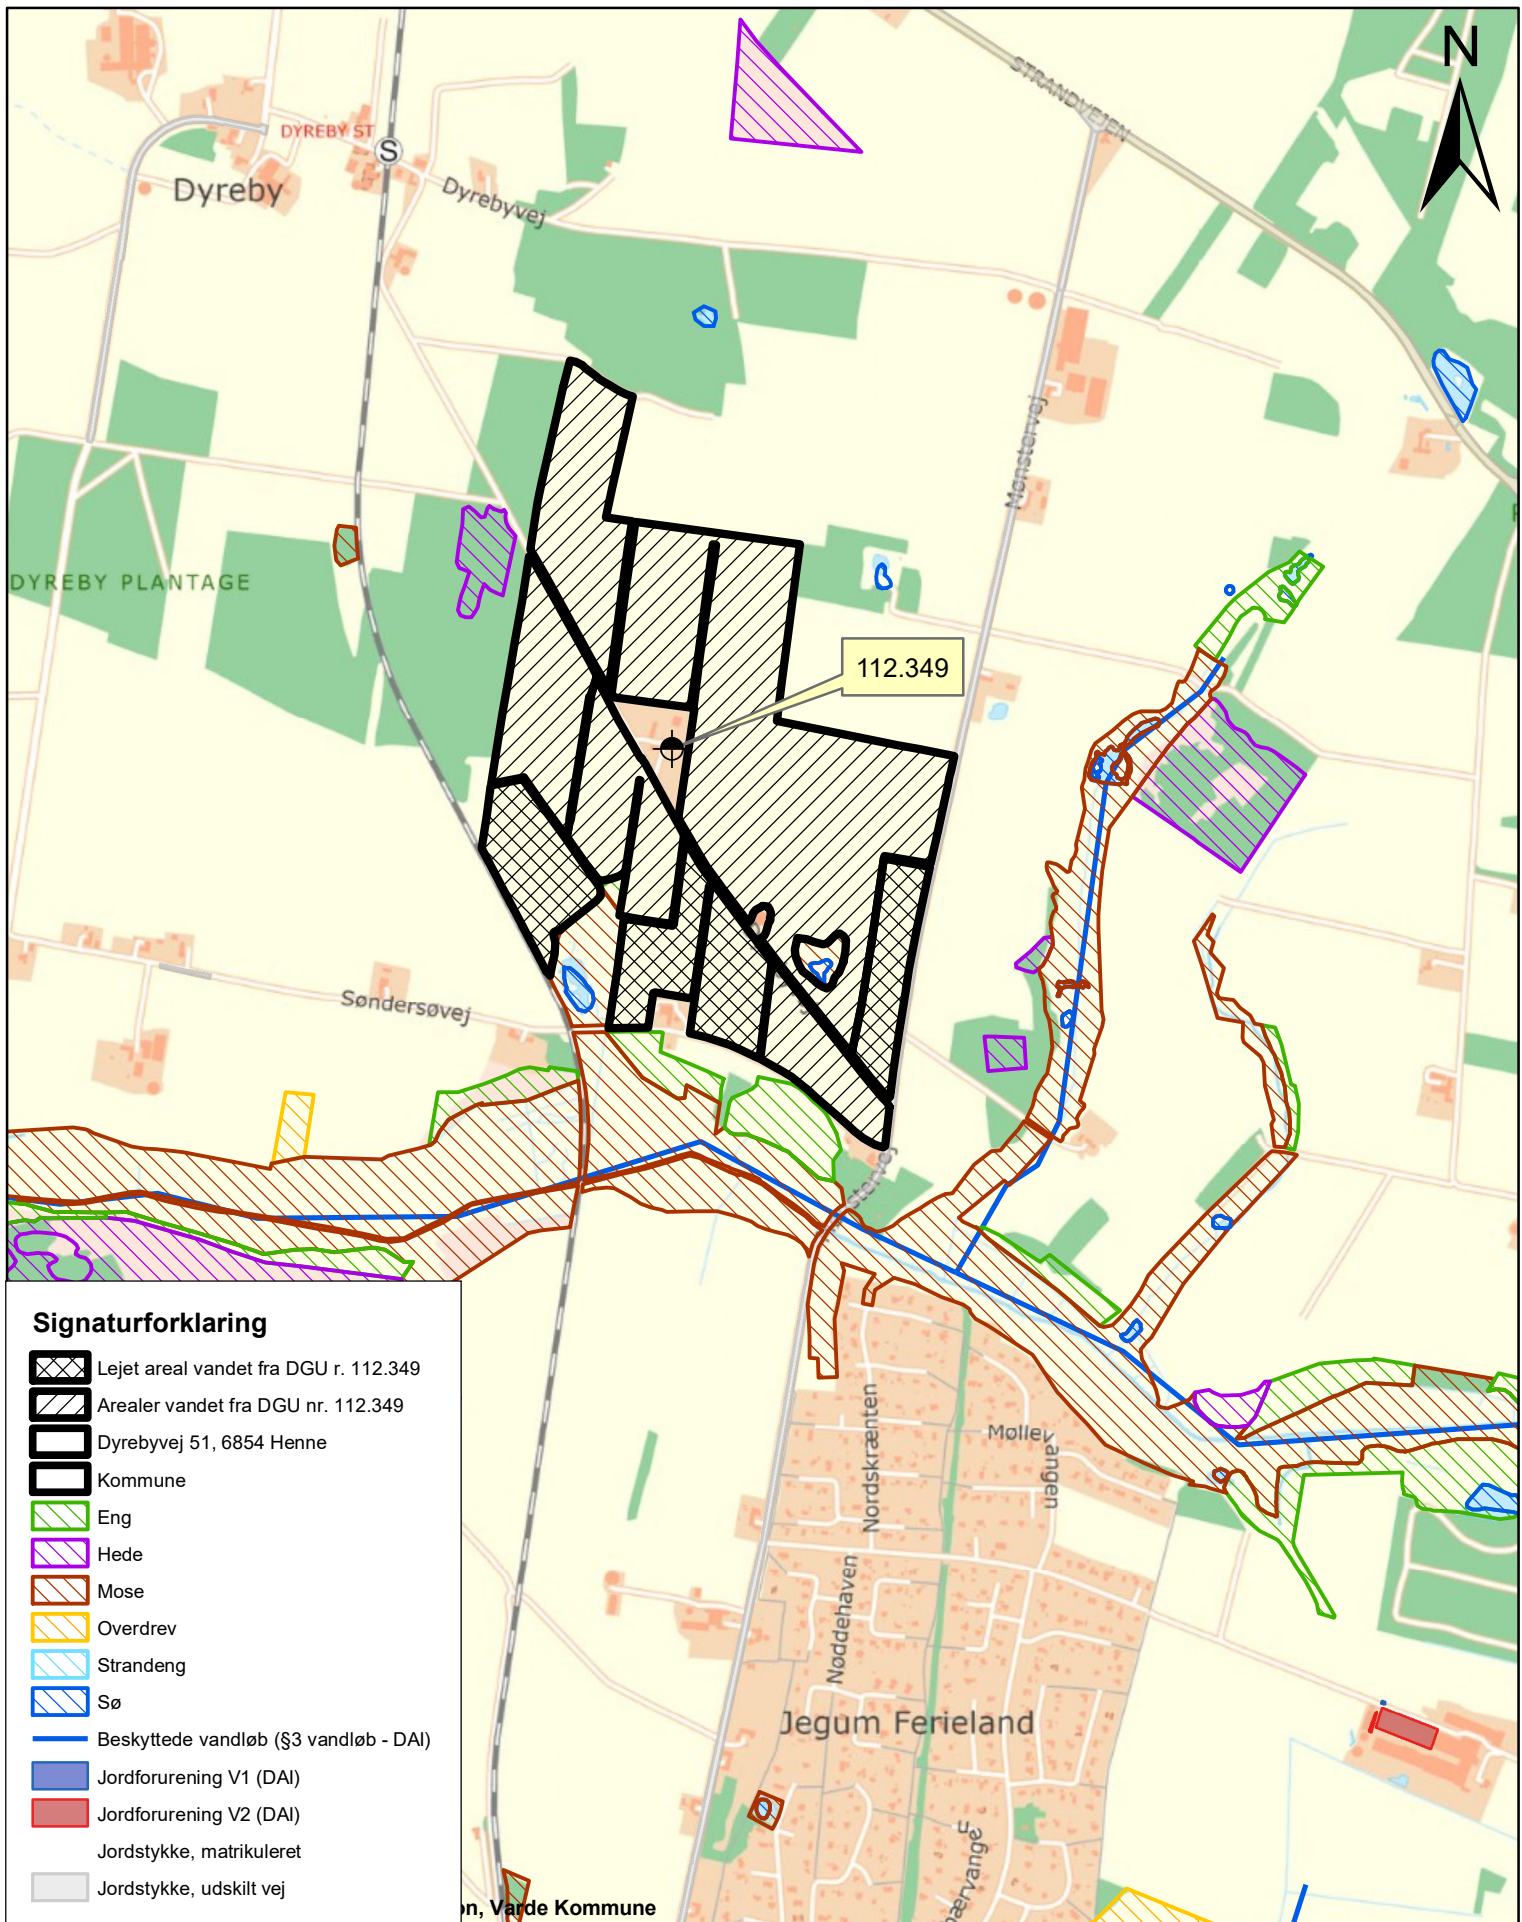 N
STRANDVEJEN
DYREBY ST
S
Dyreby
Dyrebyvej
Mønstervej
DYREBY PLANTAGE
112.349
Søndersøvej
Signaturforklaring
Lejet areal vandet fra DGU r. 112.349
Arealer vandet fra DGU nr. 112.349
Dyrebyvej 51, 6854 Henne
Kommune
Eng
Hede
Mose
Overdrev
Strandeng
Sø
Beskyttede vandløb (§3 vandløb - DAI)
Jordforurening V1 (DAI)
Jordforurening V2 (DAI)
Jordstykke, matrikuleret
Jordstykke, udskilt vej
Nordskrænten
Nøddehaven
Jegum Ferieland
Varde Kommune